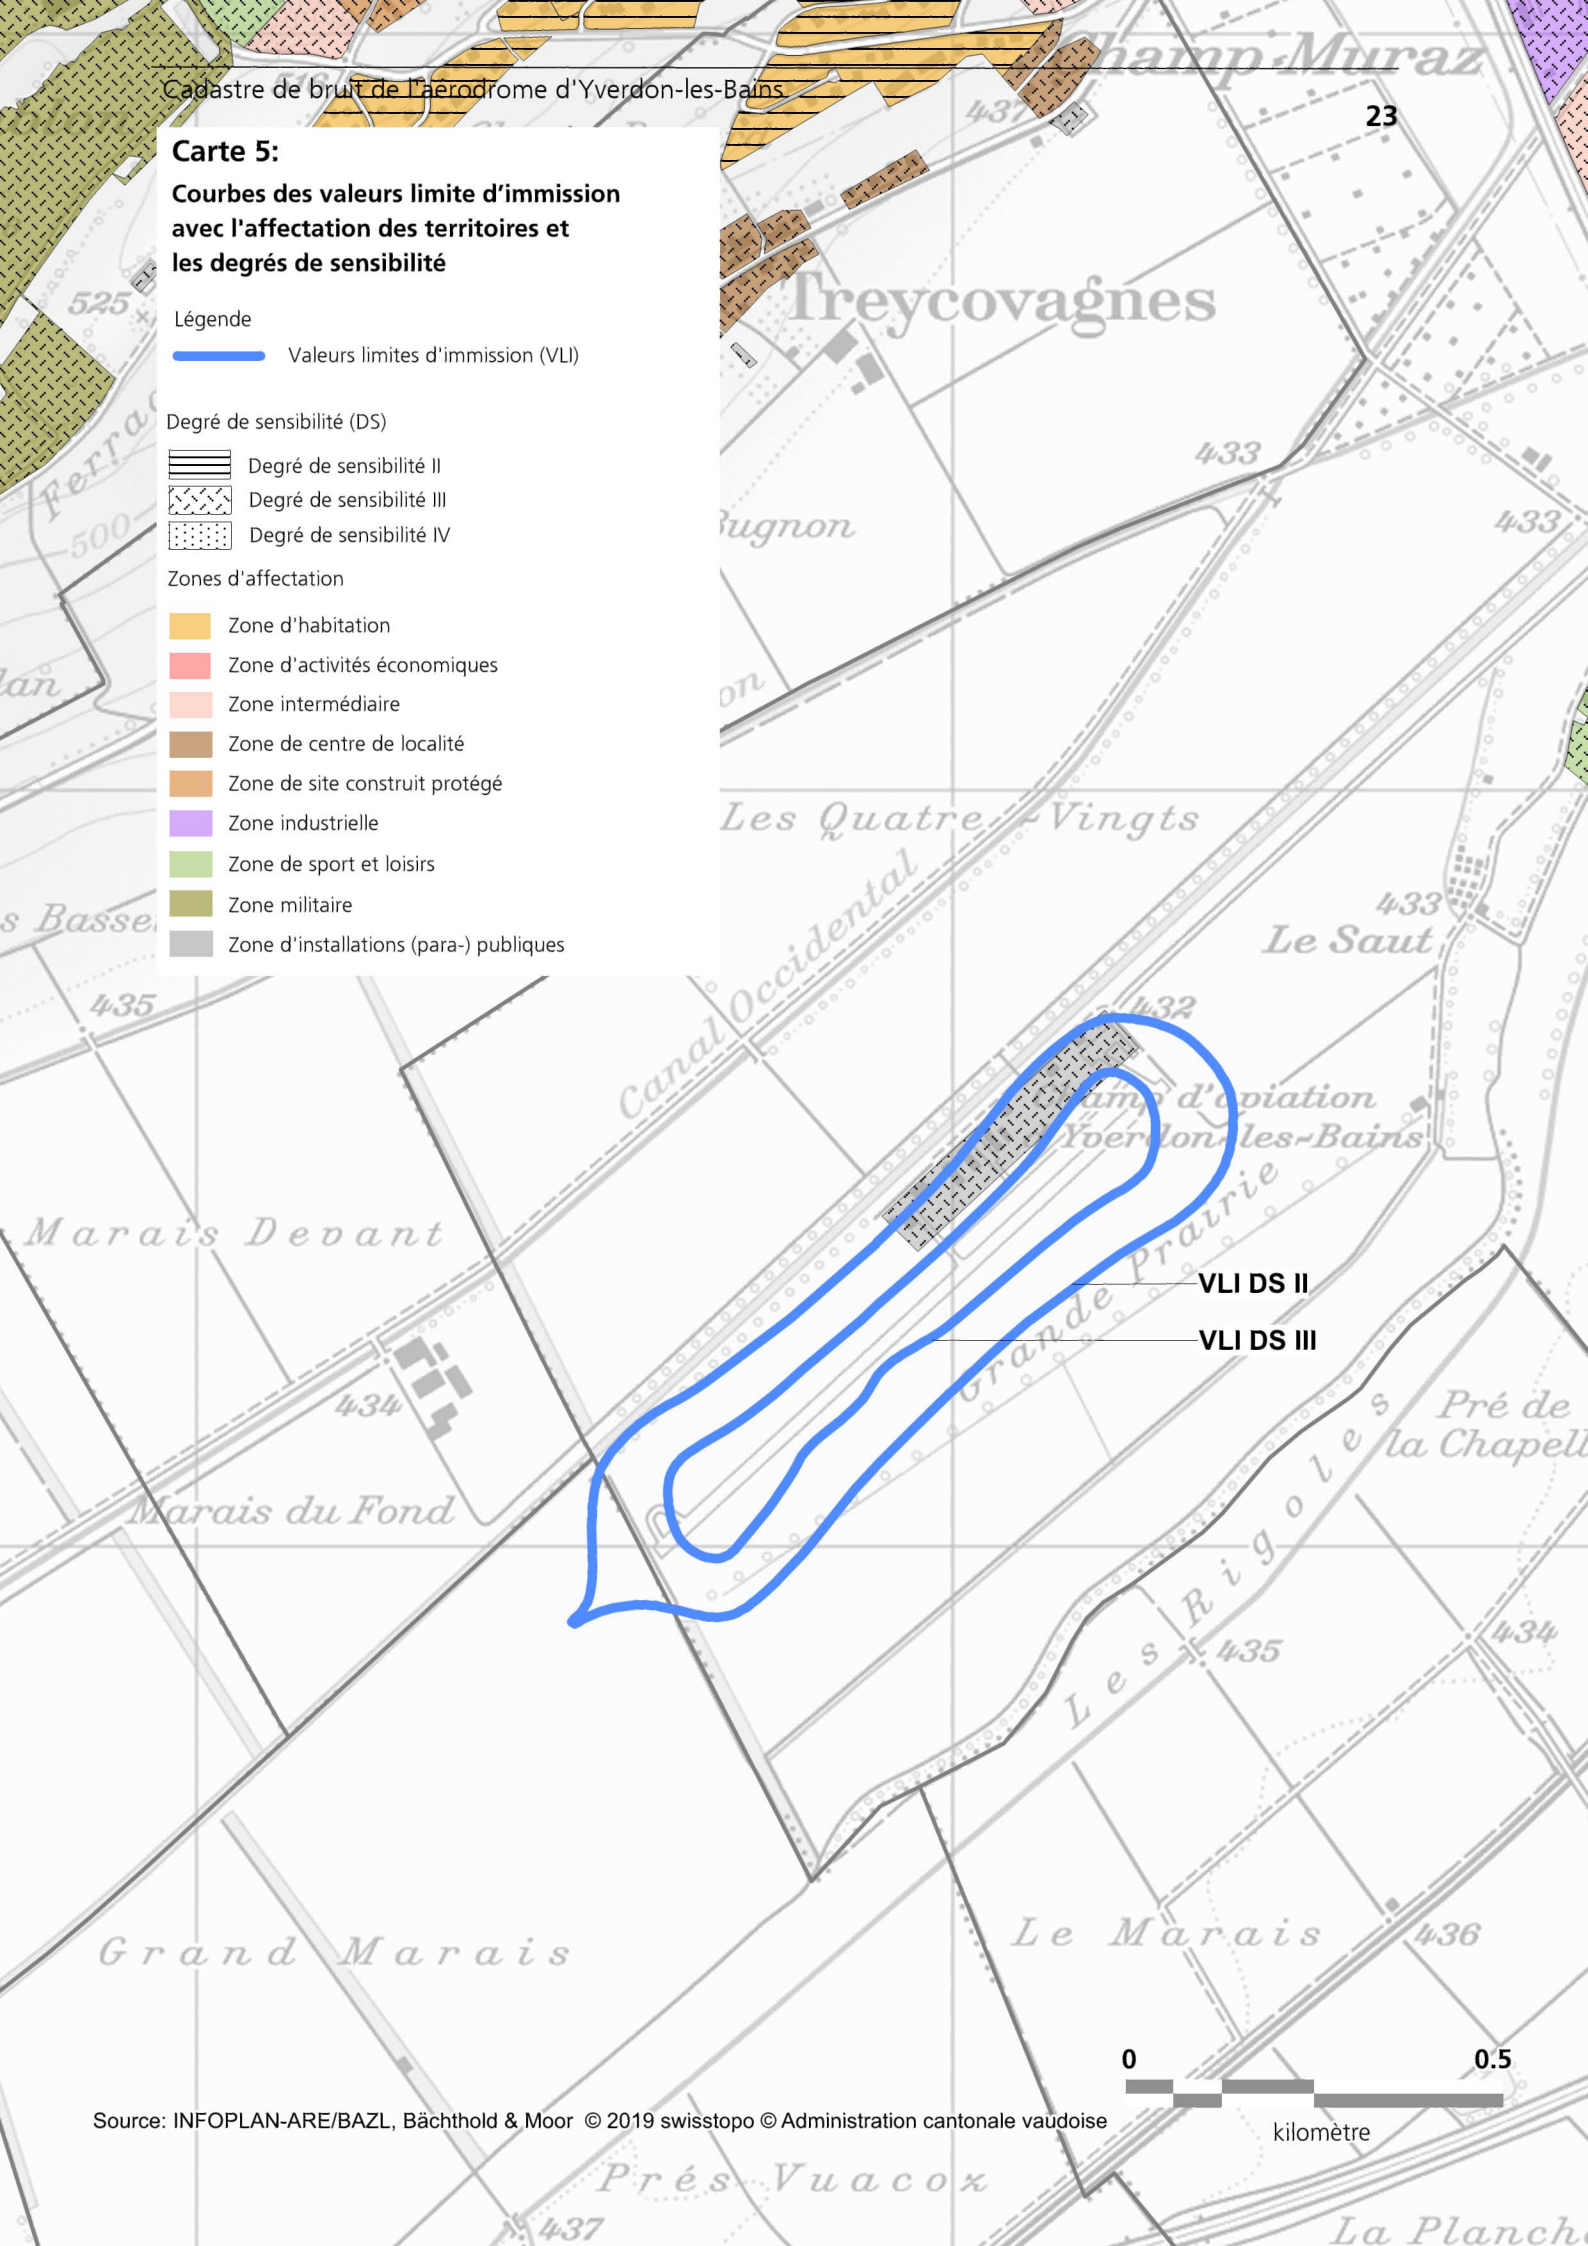 Champ-Muraz
Cadastre de bruit de l'aérodrome d'Yverdon-les-Bains
437
23
Carte 5:
Courbes des valeurs limite d’immission
avec l'affectation des territoires et
les degrés de sensibilité
525
Treycovagnes
Légende
Valeurs limites d'immission (VLI)
Degré de sensibilité (DS)
Degré de sensibilité II
Degré de sensibilité III
Degré de sensibilité IV
433
433
500
Bugnon
Zones d'affectation
Zone d'habitation
Zone d'activités économiques
Zone intermédiaire
Zone de centre de localité
Zone de site construit protégé
Zone industrielle
Zone de sport et loisirs
Zone militaire
Zone d'installations (para-) publiques
Les Quatre-Vingts
433
Le Saut
435
Canal Occidental
432
Champ d'aviation
Yverdon-les-Bains
Marais Devant
Grande Prairie
VLI DS II
VLI DS III
434
Pré de
la Chapell
Marais du Fond
Les Rigoles
435
434
Grand Marais
Le Marais
436
0
0.5
kilomètre
Source: INFOPLAN-ARE/BAZL, Bächthold & Moor © 2019 swisstopo © Administration cantonale vaudoise
Prés Vuacoz
437
La Planch